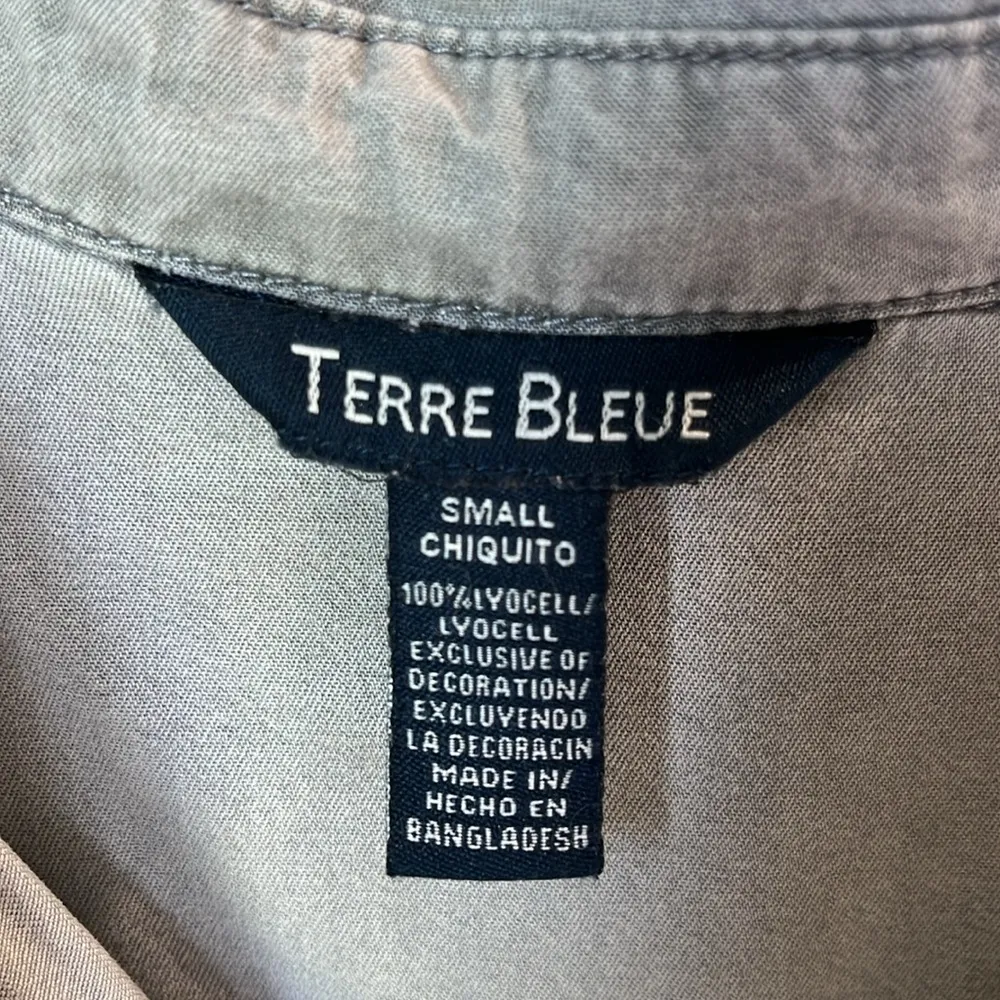 TERRE BLEUE
SMALL
CHIQUITO
100%LYOCELL/
LYOCELL
EXCLUSIVE OF
DECORATION/
EXCLUYENDO
LA DECORACIN
MADE IN/
HECHO EN
BANGLADESH